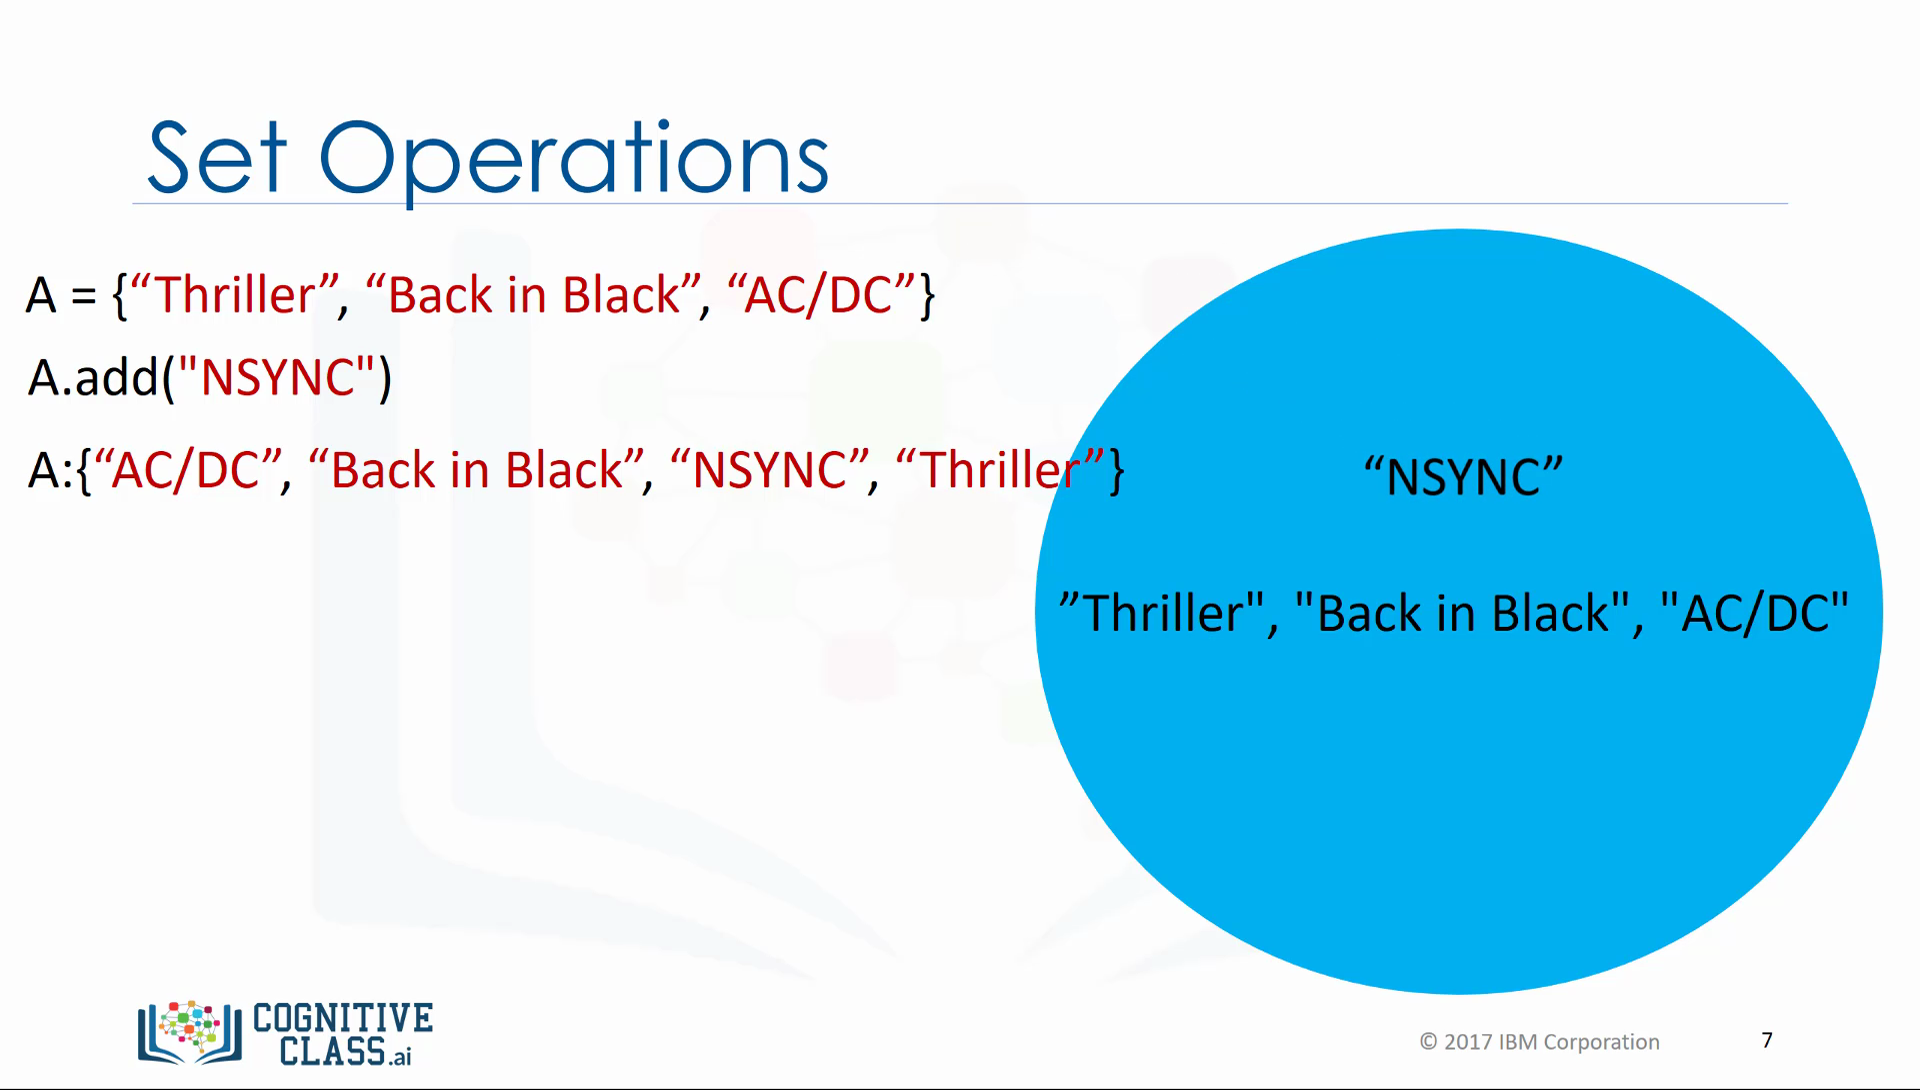 Set Operations
A = {“Thriller”, “Back in Black”, “AC/DC”}
A.add("NSYNC")
A:{“AC/DC”, “Back in Black”, “NSYNC”, “Thriller”}
“NSYNC”
”Thriller", "Back in Black", "AC/DC"
COGNITIVE
CLASS.ai
© 2017 IBM Corporation
7